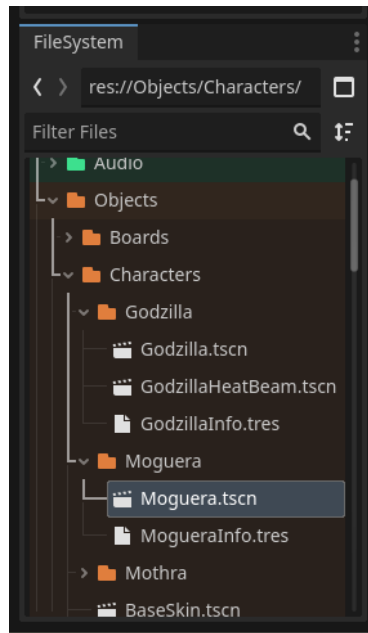 FileSystem
res://Objects/Characters/
Filter Files
Audio
Objects
Boards
Characters
Godzilla
Godzilla.tscn
GodzillaHeatBeam.tscn
GodzillaInfo.tres
Moguera
Moguera.tscn
MogueraInfo.tres
Mothra
BaseSkin.tscn